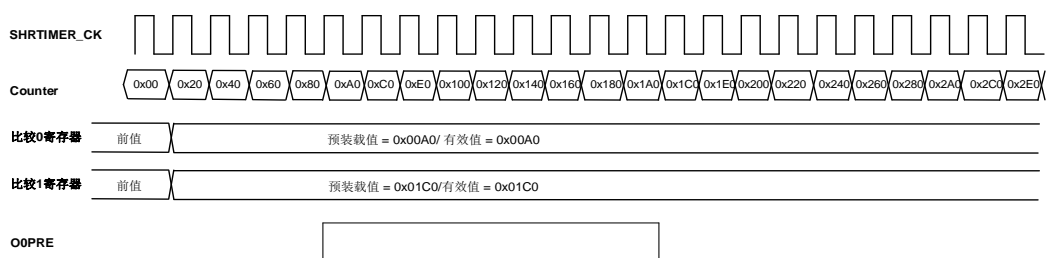 SHRTIMER_CK
Counter 0x00 0x20 0x40 0x60 0x80 0xA0 0xC0 0xE0 0x100 0x120 0x140 0x160 0x180 0x1A0 0x1C0 0x1E0 0x200 0x220 0x240 0x260 0x280 0x2A0 0x2C0 0x2E0
比较0寄存器 前值 预装载值 = 0x00A0/ 有效值 = 0x00A0
比较1寄存器 前值 预装载值 = 0x01C0/有效值 = 0x01C0
O0PRE